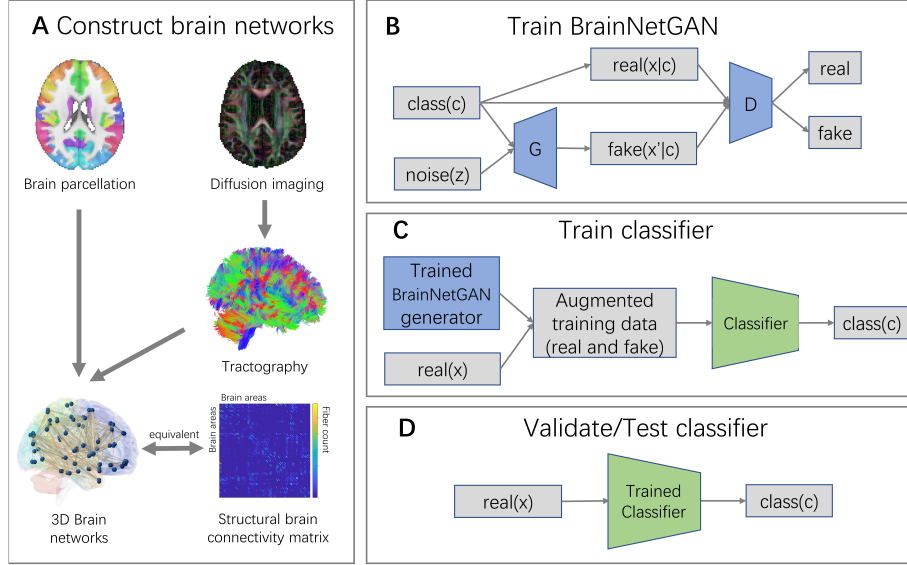 A Construct brain networks
Brain parcellation
Diffusion imaging
Tractography
Brain areas
Brain areas
Fiber count
equivalent
3D Brain
networks
Structural brain
connectivity matrix
B Train BrainNetGAN
class(c)
noise(z)
G
real(x|c)
fake(x'|c)
D
real
fake
C Train classifier
Trained
BrainNetGAN
generator
real(x)
Augmented
training data
(real and fake)
Classifier
class(c)
D Validate/Test classifier
real(x)
Trained
Classifier
class(c)